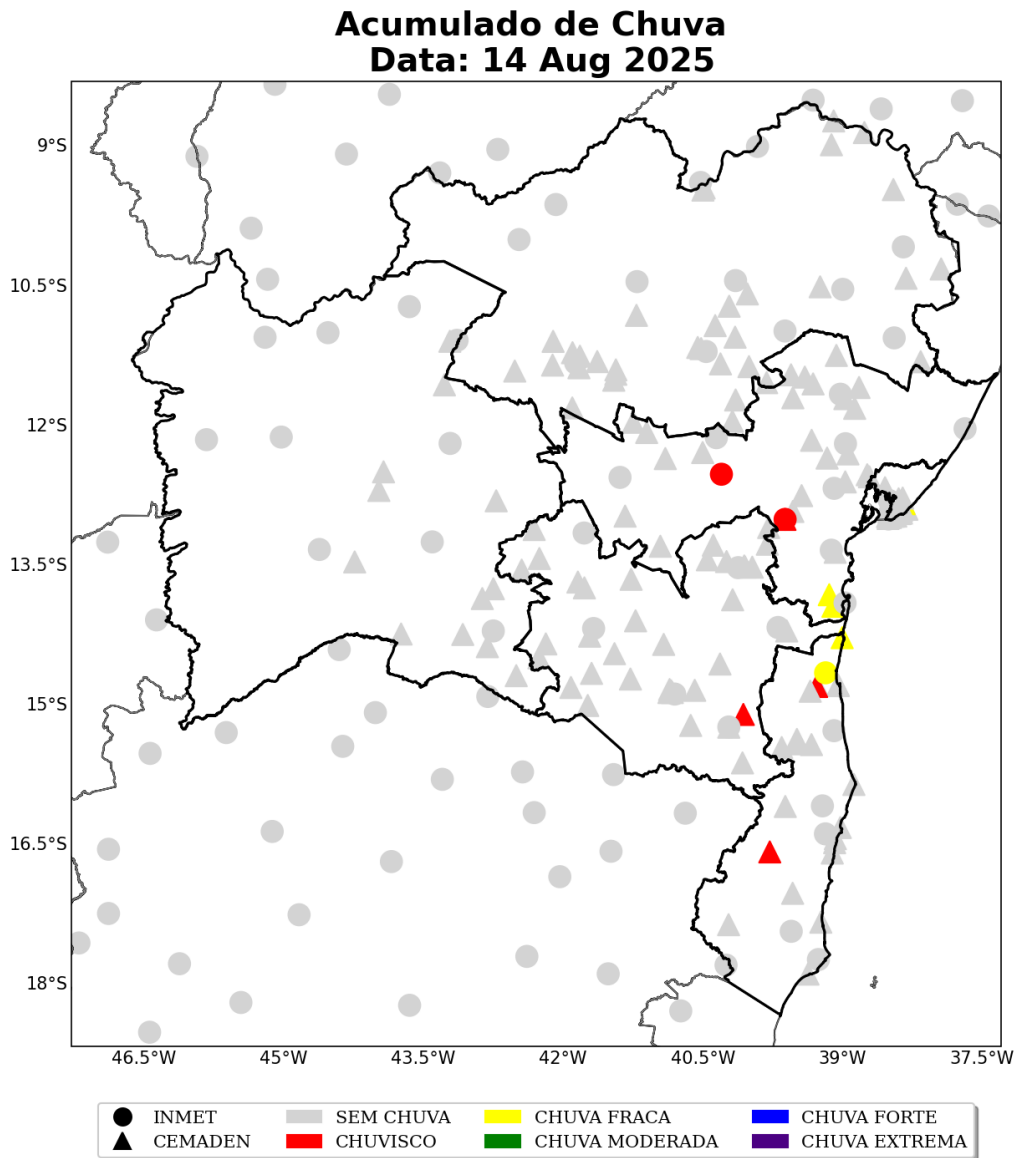 Acumulado de Chuva
Data: 14 Aug 2025
9°S
10.5°S
12°S
13.5°S
15°S
16.5°S
18°S
46.5°W 45°W 43.5°W 42°W 40.5°W 39°W 37.5°W
INMET SEM CHUVA CHUVA FRACA CHUVA FORTE
CEMADEN CHUVISCO CHUVA MODERADA CHUVA EXTREMA